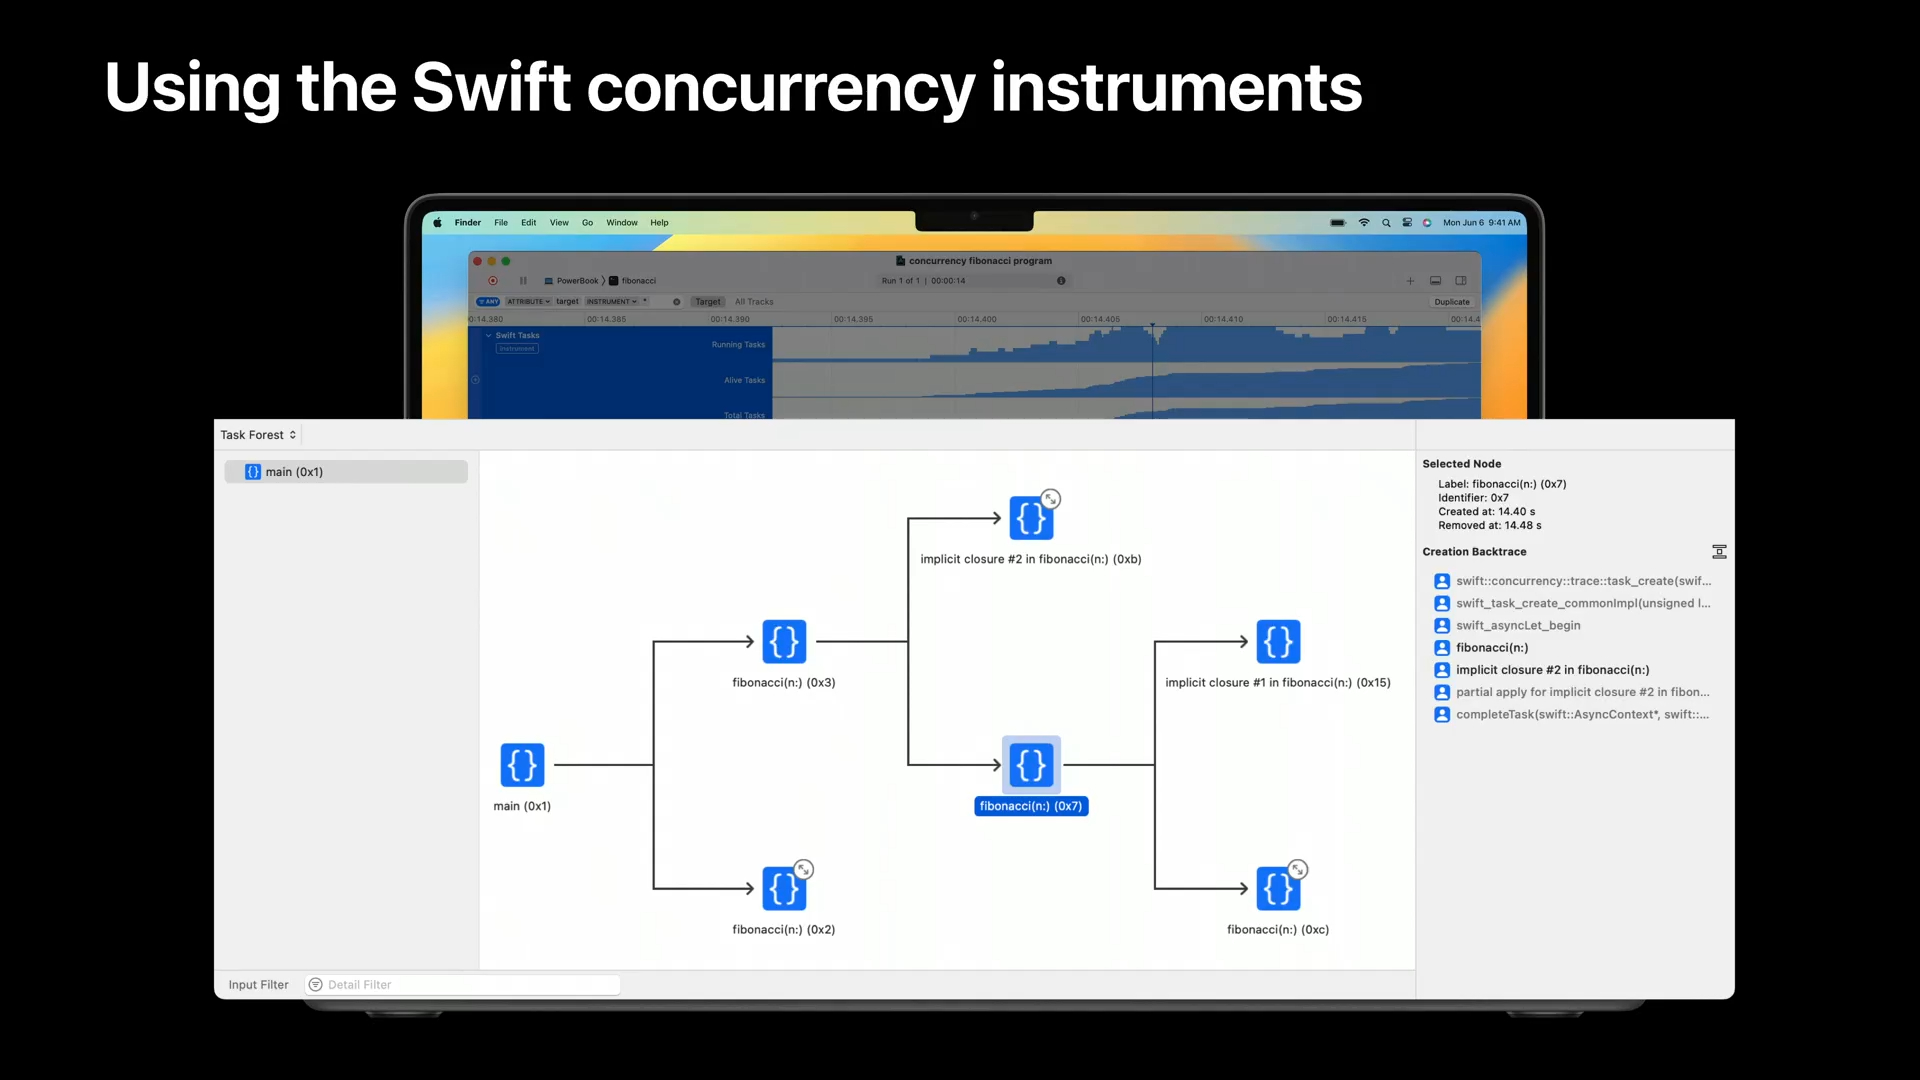 Using the Swift concurrency instruments
Finder File Edit View Go Window Help
Mon Jun 6 9:41 AM
concurrency fibonacci program
PowerBook 〉 fibonacci
Run 1 of 1 | 00:00:14
ANY ATTRIBUTE target INSTRUMENT * Target All Tracks Duplicate
0:14.380 00:14.385 00:14.390 00:14.395 00:14.400 00:14.405 00:14.410 00:14.415 00:14.4
Swift Tasks
Instrument
Running Tasks
Alive Tasks
Total Tasks
Task Forest
{} main (0x1)
{}
implicit closure #2 in fibonacci(n:) (0xb)
{}
fibonacci(n:) (0x3)
{}
implicit closure #1 in fibonacci(n:) (0x15)
{}
main (0x1)
{}
fibonacci(n:) (0x7)
{}
fibonacci(n:) (0x2)
{}
fibonacci(n:) (0xc)
Selected Node
Label: fibonacci(n:) (0x7)
Identifier: 0x7
Created at: 14.40 s
Removed at: 14.48 s
Creation Backtrace
swift::concurrency::trace::task_create(swif...
swift_task_create_commonImpl(unsigned l...
swift_asyncLet_begin
fibonacci(n:)
implicit closure #2 in fibonacci(n:)
partial apply for implicit closure #2 in fibon...
completeTask(swift::AsyncContext*, swift::...
Input Filter Detail Filter